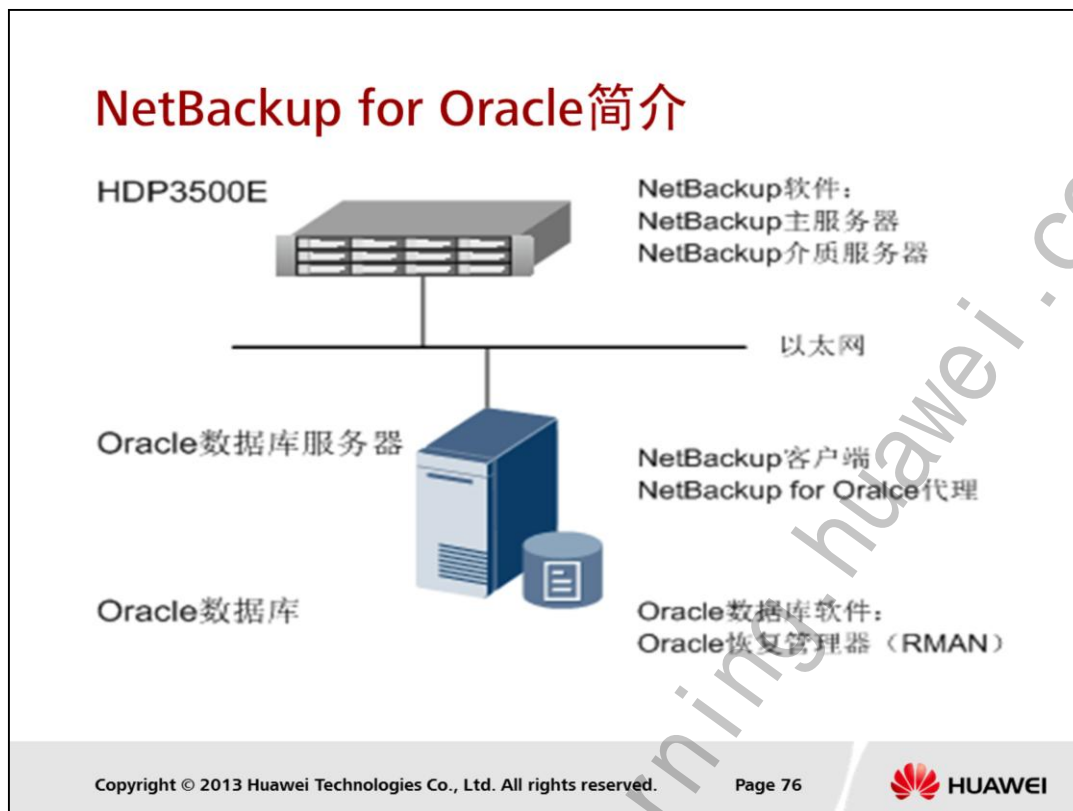 NetBackup for Oracle简介
HDP3500E
NetBackup软件：
NetBackup主服务器
NetBackup介质服务器
以太网
Oracle数据库服务器
NetBackup客户端
NetBackup for Oralce代理
Oracle数据库
Oracle数据库软件：
Oracle恢复管理器（RMAN）
rning.huawei.co
Copyright © 2013 Huawei Technologies Co., Ltd. All rights reserved.
Page 76
HUAWEI